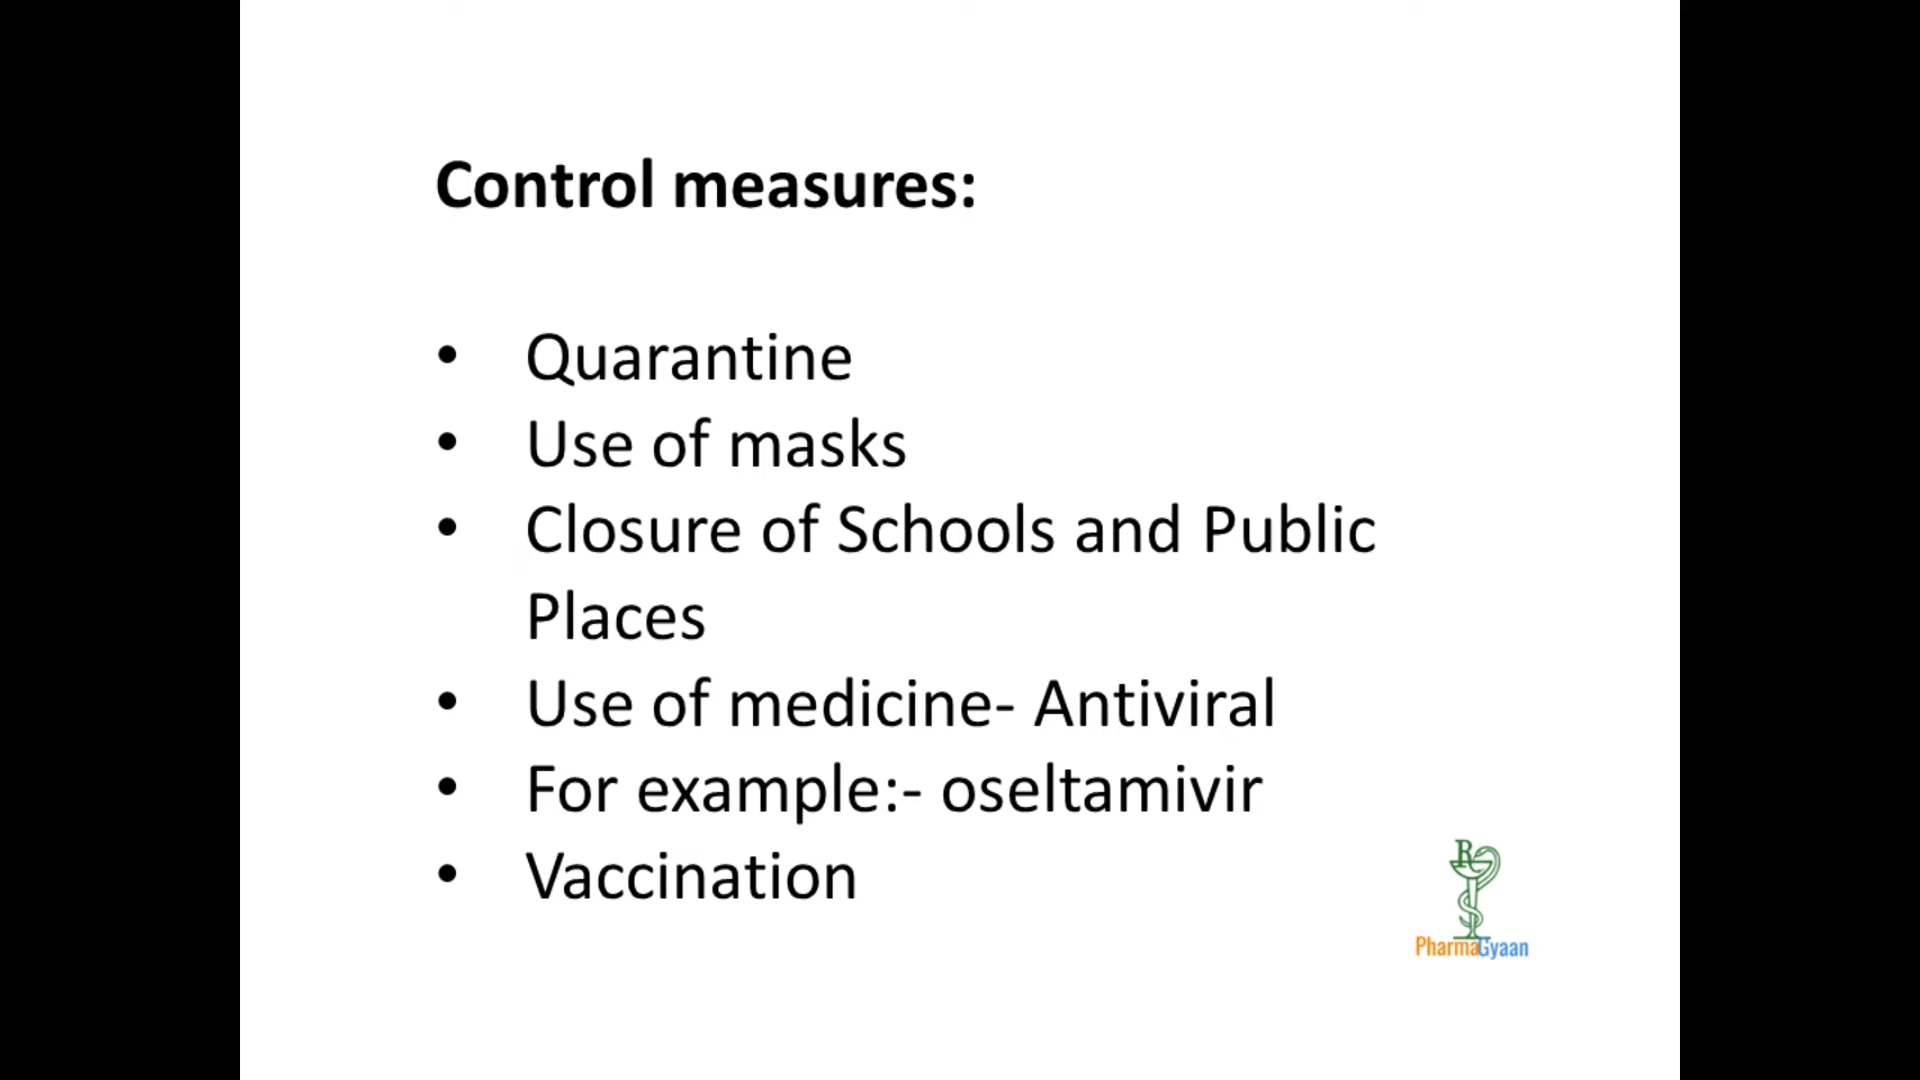 Control measures:
• Quarantine
• Use of masks
• Closure of Schools and Public
Places
• Use of medicine- Antiviral
• For example:- oseltamivir
• Vaccination
R
PharmaGyaan